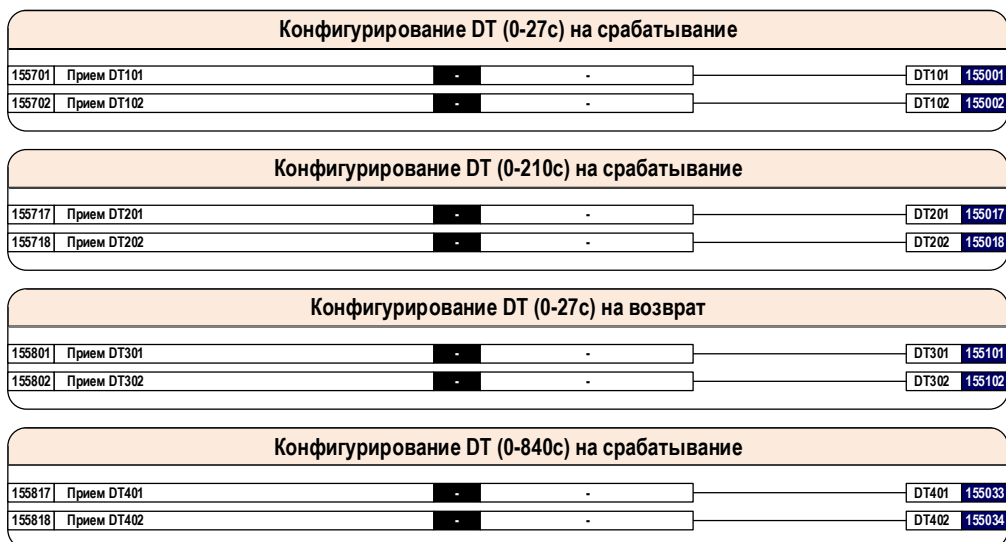 Конфигурирование DT (0-27с) на срабатывание
155701 Прием DT101 - - DT101 155001
155702 Прием DT102 - - DT102 155002
Конфигурирование DT (0-210с) на срабатывание
155717 Прием DT201 - - DT201 155017
155718 Прием DT202 - - DT202 155018
Конфигурирование DT (0-27с) на возврат
155801 Прием DT301 - - DT301 155101
155802 Прием DT302 - - DT302 155102
Конфигурирование DT (0-840с) на срабатывание
155817 Прием DT401 - - DT401 155033
155818 Прием DT402 - - DT402 155034